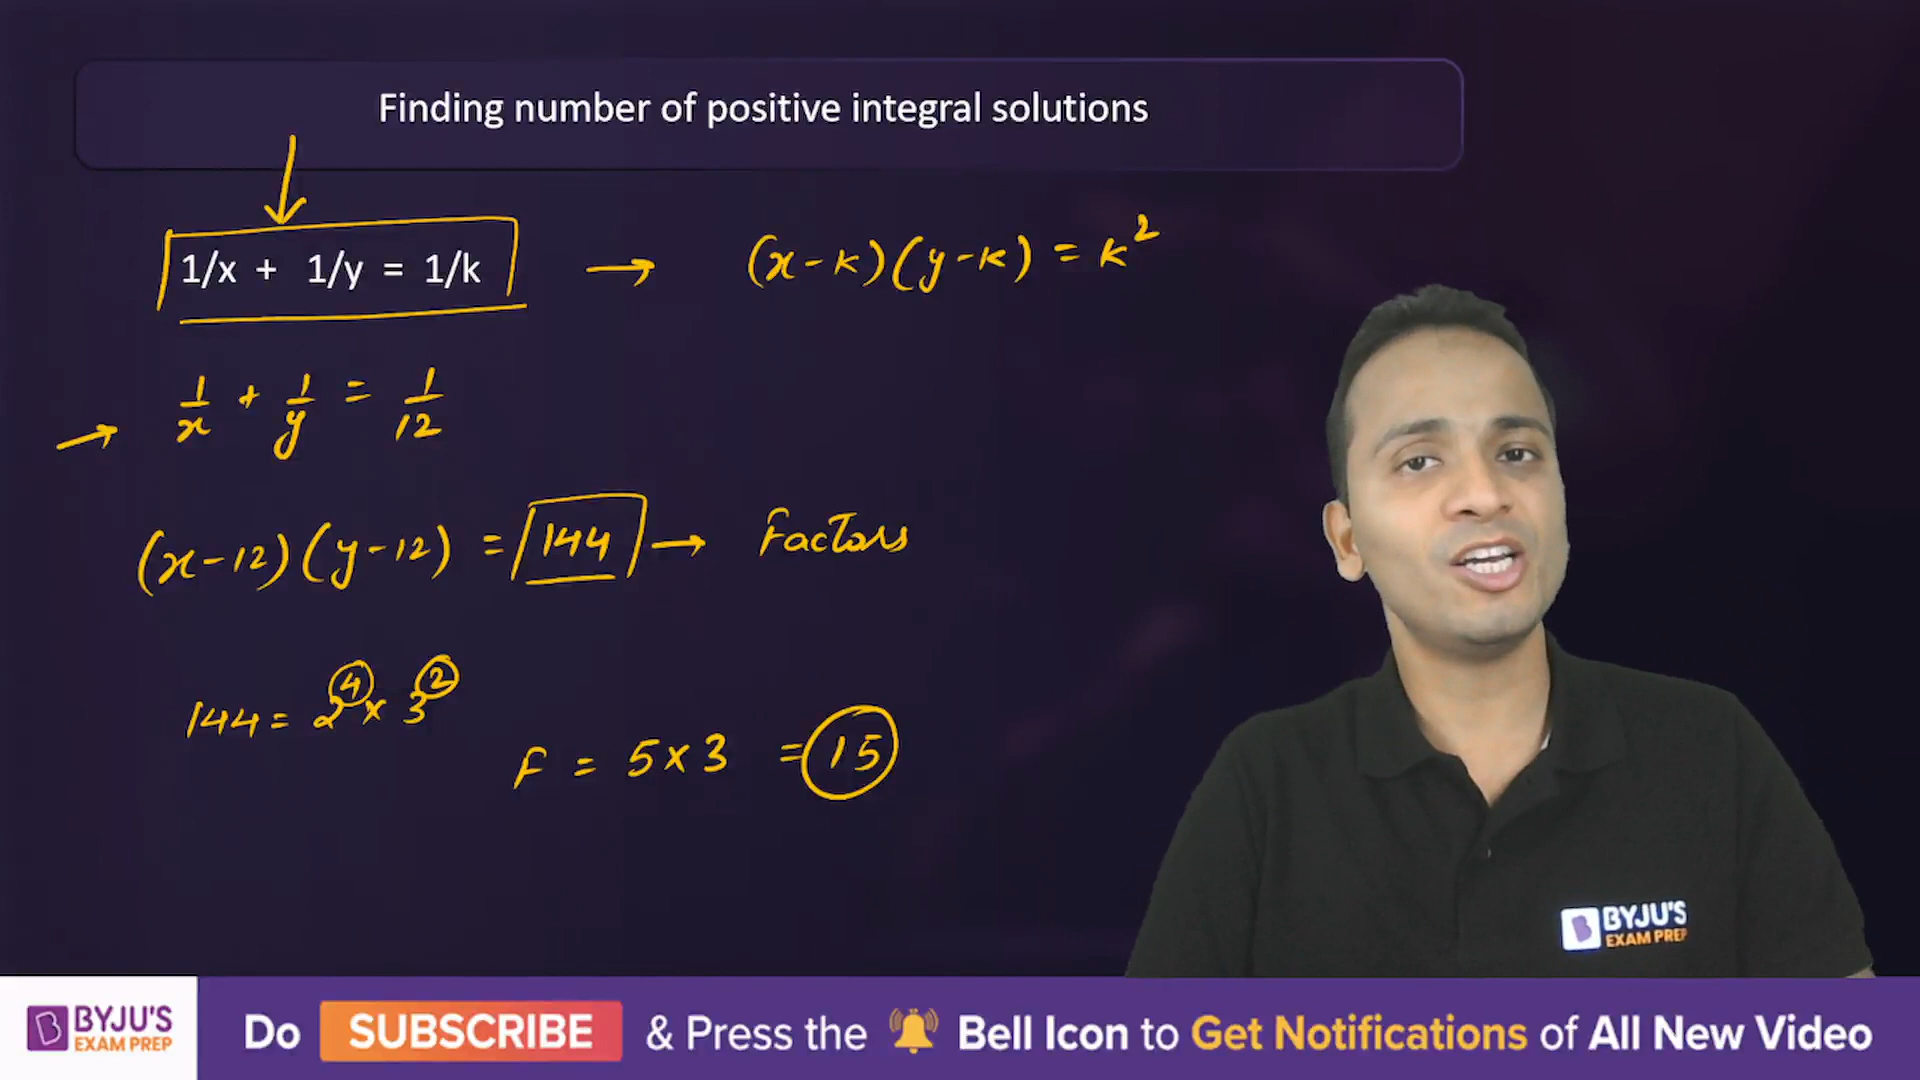 Finding number of positive integral solutions
1/x + 1/y = 1/k → (x-k)(y-k) = k²
→ 1/x + 1/y = 1/12
(x-12)(y-12) = 144 → Factors
144 = 2⁴ x 3²
F = 5 x 3 = 15
BYJU'S
EXAM PREP
BYJU'S
EXAM PREP
Do SUBSCRIBE & Press the Bell Icon to Get Notifications of All New Video